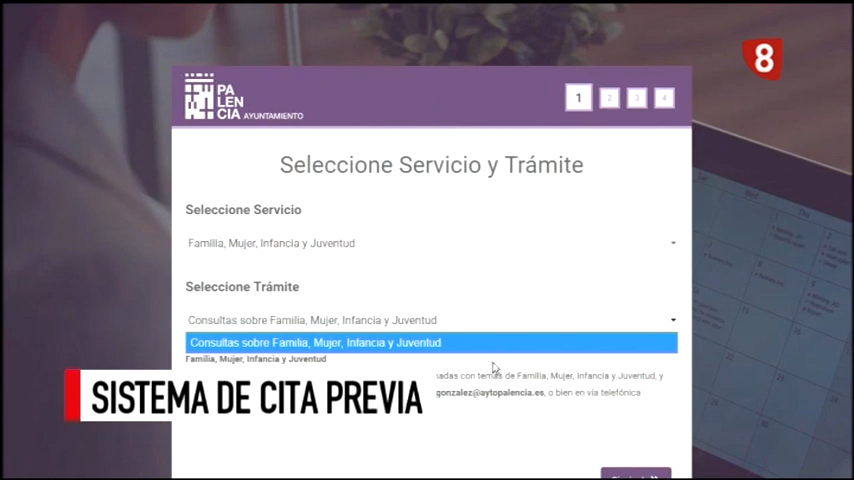 8
PA
LEN
CIA AYUNTAMIENTO
1 2 3 4
Seleccione Servicio y Trámite
Seleccione Servicio
Familia, Mujer, Infancia y Juventud
Seleccione Trámite
Consultas sobre Familia, Mujer, Infancia y Juventud
Consultas sobre Familia, Mujer, Infancia y Juventud
Familia, Mujer, Infancia y Juventud
nadas con temas de Familia, Mujer, Infancia y Juventud, y
gonzalez@aytopalencia.es, o bien en vía telefónica
SISTEMA DE CITA PREVIA